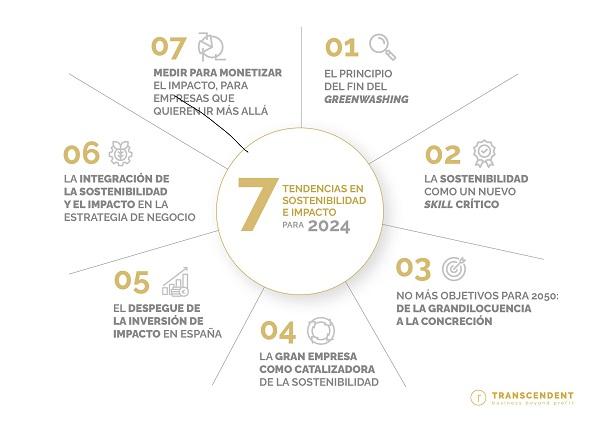 7
TENDENCIAS EN
SOSTENIBILIDAD
E IMPACTO
PARA 2024
01
EL PRINCIPIO
DEL FIN DEL
GREENWASHING
02
LA SOSTENIBILIDAD
COMO UN NUEVO
SKILL CRÍTICO
03
NO MÁS OBJETIVOS PARA 2050:
DE LA GRANDILOCUENCIA
A LA CONCRECIÓN
04
LA GRAN EMPRESA
COMO CATALIZADORA
DE LA SOSTENIBILIDAD
05
EL DESPEGUE DE
LA INVERSIÓN DE
IMPACTO EN ESPAÑA
06
LA INTEGRACIÓN DE
LA SOSTENIBILIDAD
Y EL IMPACTO EN LA
ESTRATEGIA DE NEGOCIO
07
MEDIR PARA MONETIZAR
EL IMPACTO, PARA
EMPRESAS QUE
QUIEREN IR MÁS ALLÁ
TRANSCENDENT
business beyond profit